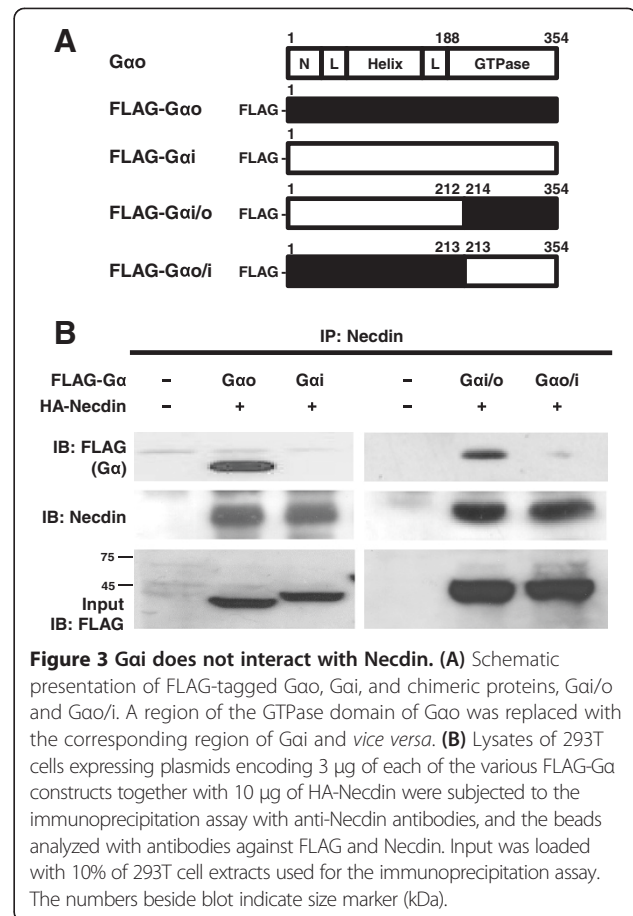 A
1 188 354
Gαo N L Helix L GTPase
1
FLAG-Gαo FLAG-
1
FLAG-Gαi FLAG-
1 212 214 354
FLAG-Gαi/o FLAG-
1 213 213 354
FLAG-Gαo/i FLAG-
B
IP: Necdin
FLAG-Gα – Gαo Gαi – Gαi/o Gαo/i
HA-Necdin – + + – + +
IB: FLAG
(Gα)
IB: Necdin
75
45
Input
IB: FLAG
Figure 3 Gαi does not interact with Necdin. (A) Schematic
presentation of FLAG-tagged Gαo, Gαi, and chimeric proteins, Gαi/o
and Gαo/i. A region of the GTPase domain of Gαo was replaced with
the corresponding region of Gαi and vice versa. (B) Lysates of 293T
cells expressing plasmids encoding 3 μg of each of the various FLAG-Gα
constructs together with 10 μg of HA-Necdin were subjected to the
immunoprecipitation assay with anti-Necdin antibodies, and the beads
analyzed with antibodies against FLAG and Necdin. Input was loaded
with 10% of 293T cell extracts used for the immunoprecipitation assay.
The numbers beside blot indicate size marker (kDa).